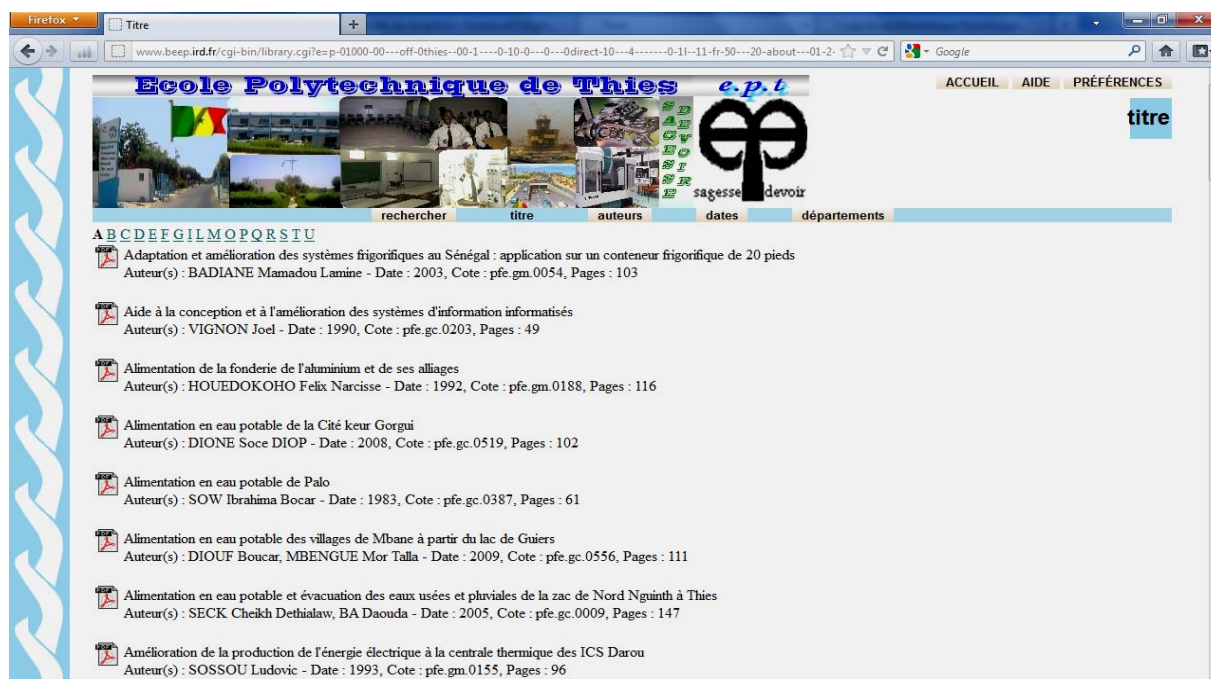 Firefox
Titre
www.beep.ird.fr/cgi-bin/library.cgi?e=p-01000-00---off-0thies--00-1----0-10-0---0---0direct-10---4-------0-1l--11-fr-50---20-about---01-2-
Google
Ecole Polytechnique de Thies e.p.t
ACCUEIL AIDE PRÉFÉRENCES
titre
SAGESSE
DEVOIR
sagesse devoir
rechercher titre auteurs dates départements
A B C D E F G I L M O P Q R S T U
Adaptation et amélioration des systèmes frigorifiques au Sénégal : application sur un conteneur frigorifique de 20 pieds
Auteur(s) : BADIANE Mamadou Lamine - Date : 2003, Cote : pfe.gm.0054, Pages : 103
Aide à la conception et à l'amélioration des systèmes d'information informatisés
Auteur(s) : VIGNON Joel - Date : 1990, Cote : pfe.gc.0203, Pages : 49
Alimentation de la fonderie de l'aluminium et de ses alliages
Auteur(s) : HOUEDOKOHO Felix Narcisse - Date : 1992, Cote : pfe.gm.0188, Pages : 116
Alimentation en eau potable de la Cité keur Gorgui
Auteur(s) : DIONE Soce DIOP - Date : 2008, Cote : pfe.gc.0519, Pages : 102
Alimentation en eau potable de Palo
Auteur(s) : SOW Ibrahima Bocar - Date : 1983, Cote : pfe.gc.0387, Pages : 61
Alimentation en eau potable des villages de Mbane à partir du lac de Guiers
Auteur(s) : DIOUF Boucar, MBENGUE Mor Talla - Date : 2009, Cote : pfe.gc.0556, Pages : 111
Alimentation en eau potable et évacuation des eaux usées et pluviales de la zac de Nord Nguinth à Thies
Auteur(s) : SECK Cheikh Dethialaw, BA Daouda - Date : 2005, Cote : pfe.gc.0009, Pages : 147
Amélioration de la production de l'énergie électrique à la centrale thermique des ICS Darou
Auteur(s) : SOSSOU Ludovic - Date : 1993, Cote : pfe.gm.0155, Pages : 96